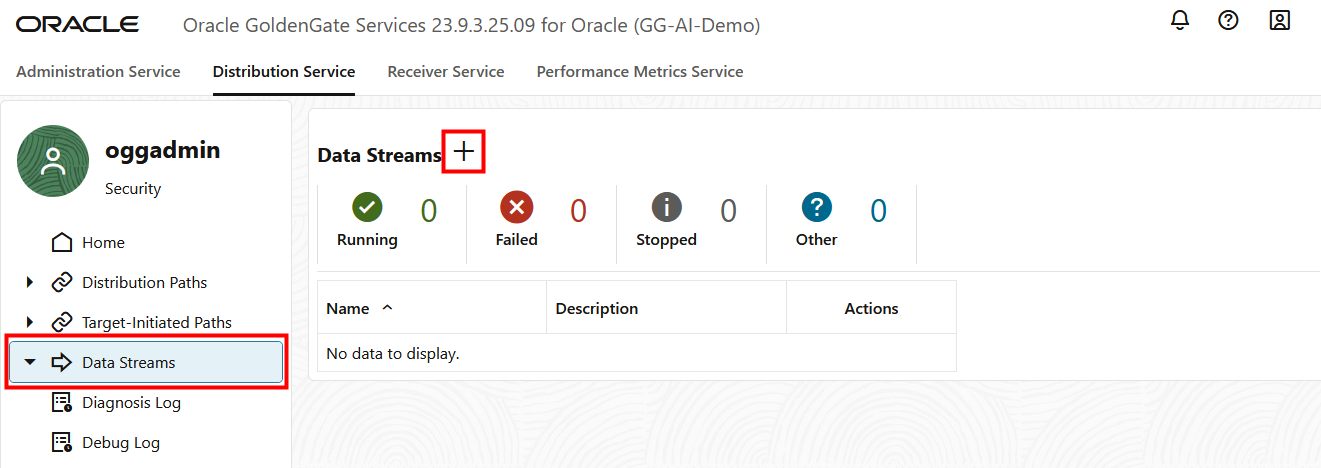 ORACLE Oracle GoldenGate Services 23.9.3.25.09 for Oracle (GG-AI-Demo)
Administration Service Distribution Service Receiver Service Performance Metrics Service
oggadmin
Security
Home
Distribution Paths
Target-Initiated Paths
Data Streams
Diagnosis Log
Debug Log
Data Streams
0 0 0 0
Running Failed Stopped Other
Name Description Actions
No data to display.